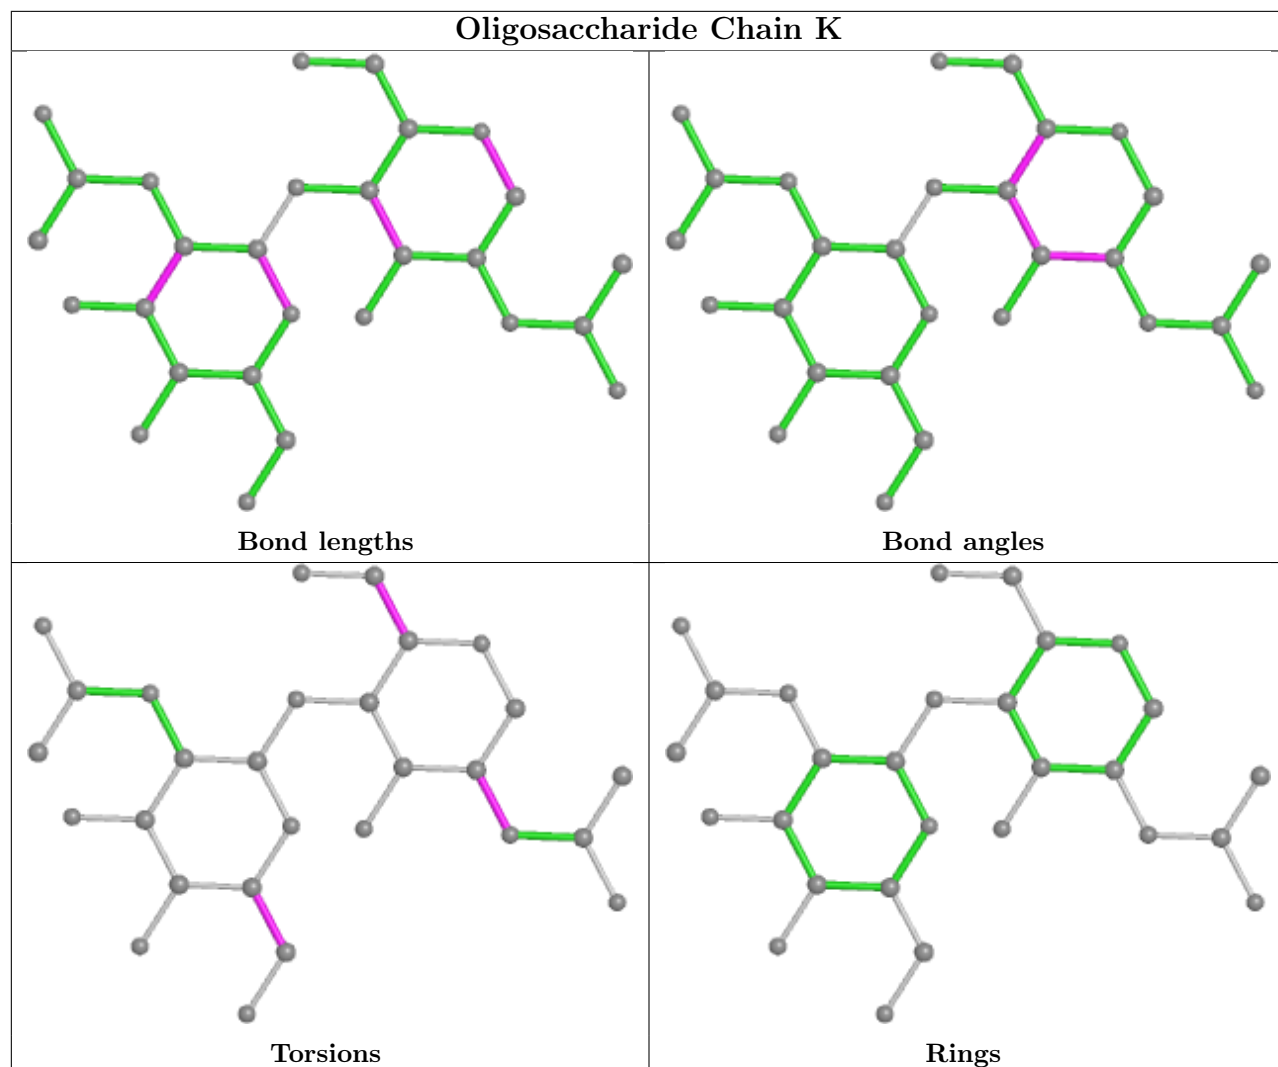 Oligosaccharide Chain K
Bond lengths
Bond angles
Torsions
Rings